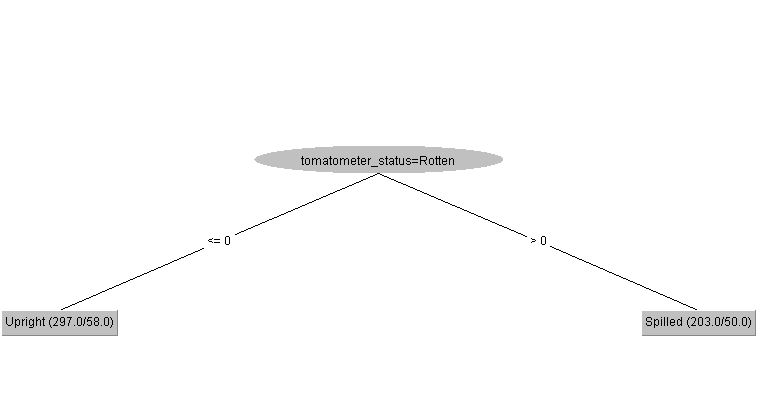 tomatometer_status=Rotten
<= 0
> 0
Upright (297.0/58.0)
Spilled (203.0/50.0)